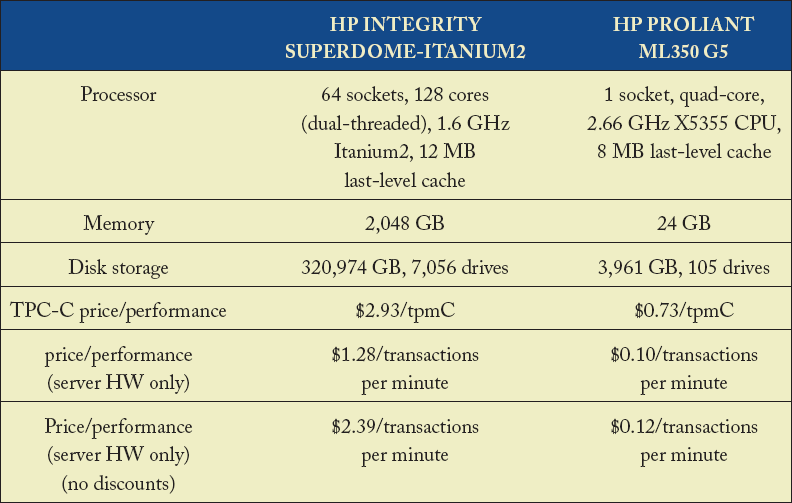 HP INTEGRITY
SUPERDOME-ITANIUM2
HP PROLIANT
ML350 G5
Processor
64 sockets, 128 cores
(dual-threaded), 1.6 GHz
Itanium2, 12 MB
last-level cache
1 socket, quad-core,
2.66 GHz X5355 CPU,
8 MB last-level cache
Memory
2,048 GB
24 GB
Disk storage
320,974 GB, 7,056 drives
3,961 GB, 105 drives
TPC-C price/performance
$2.93/tpmC
$0.73/tpmC
price/performance
(server HW only)
$1.28/transactions
per minute
$0.10/transactions
per minute
Price/performance
(server HW only)
(no discounts)
$2.39/transactions
per minute
$0.12/transactions
per minute